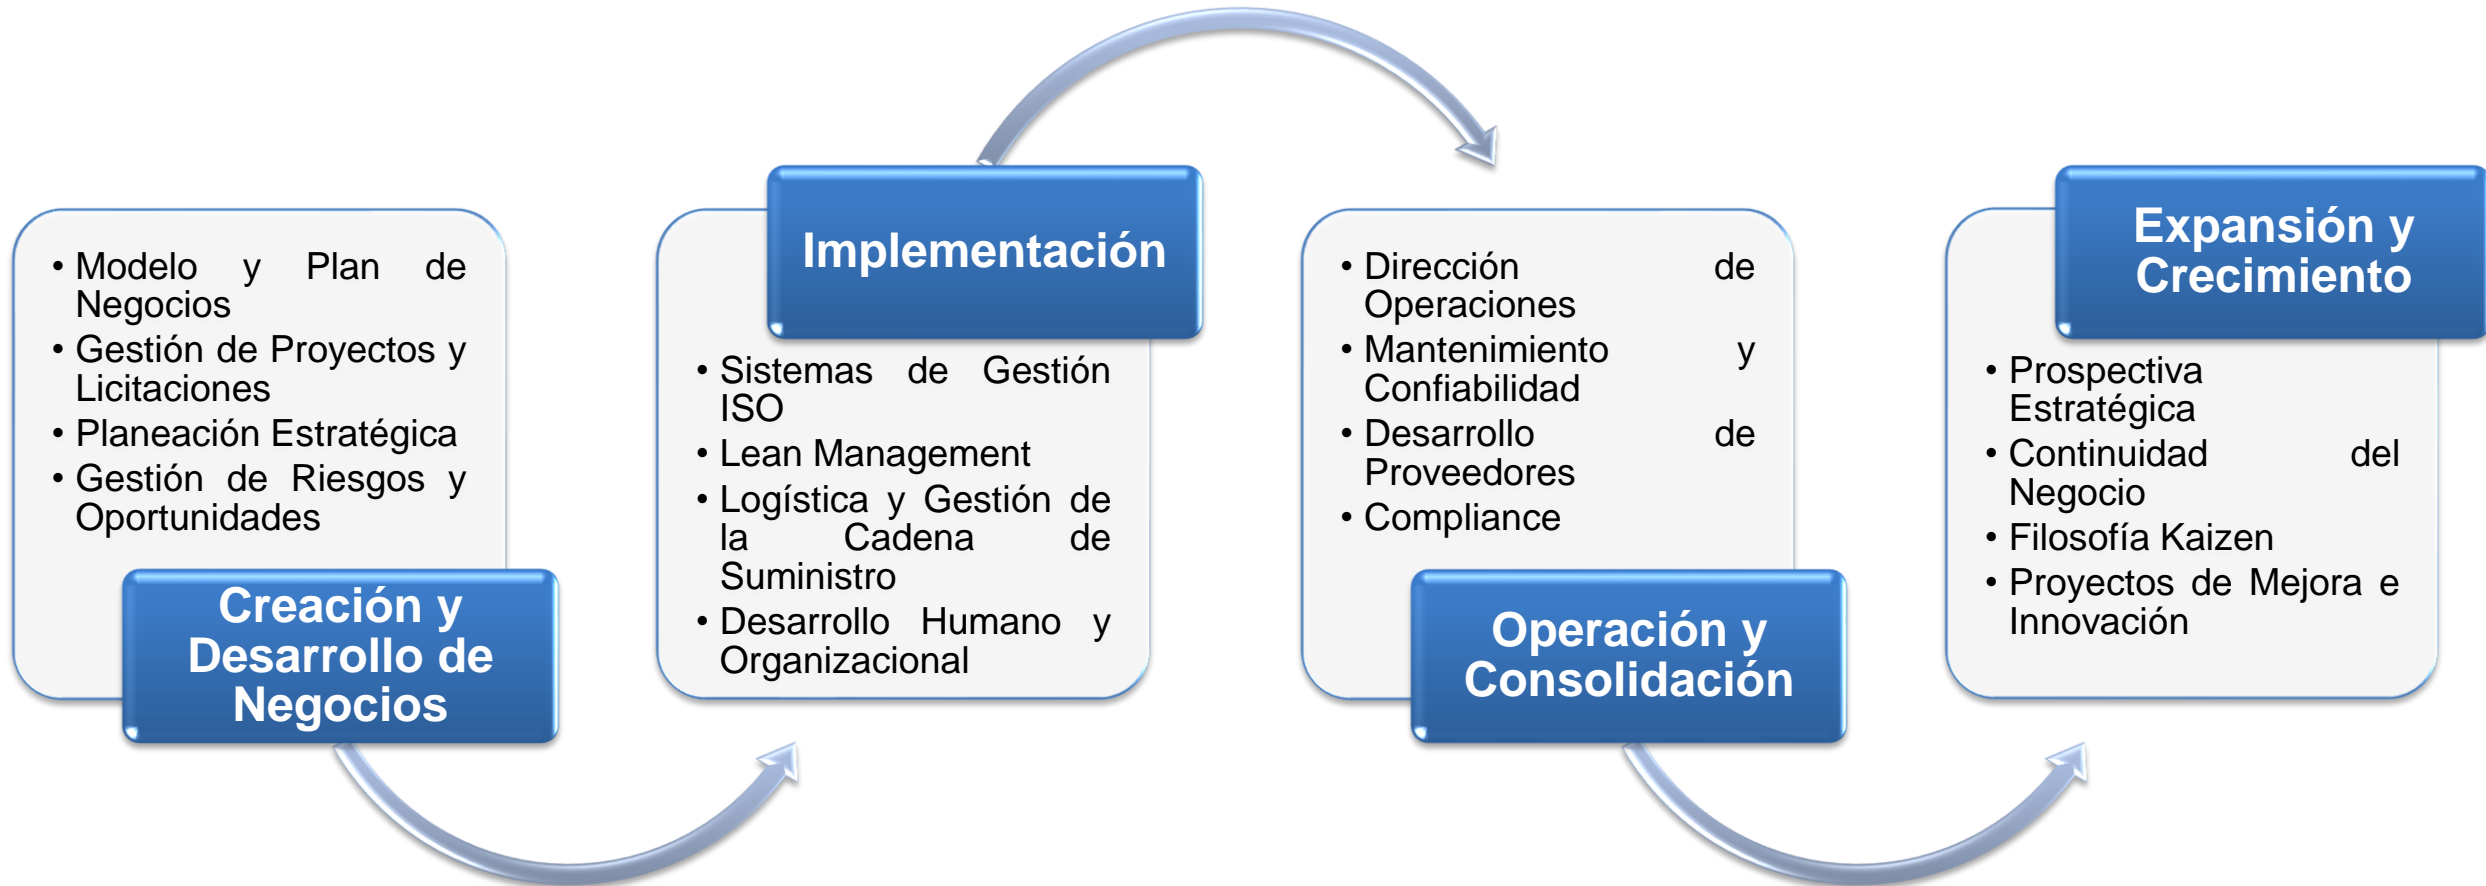 • Modelo y Plan de
Negocios
• Gestión de Proyectos y
Licitaciones
• Planeación Estratégica
• Gestión de Riesgos y
Oportunidades
Creación y
Desarrollo de
Negocios
Implementación
• Sistemas de Gestión
ISO
• Lean Management
• Logística y Gestión de
la Cadena de
Suministro
• Desarrollo Humano y
Organizacional
• Dirección de
Operaciones
• Mantenimiento y
Confiabilidad
• Desarrollo de
Proveedores
• Compliance
Operación y
Consolidación
Expansión y
Crecimiento
• Prospectiva
Estratégica
• Continuidad del
Negocio
• Filosofía Kaizen
• Proyectos de Mejora e
Innovación